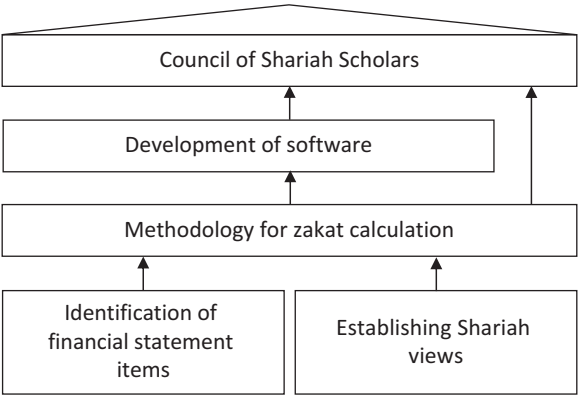 Council of Shariah Scholars
Development of software
Methodology for zakat calculation
Identification of
financial statement
items
Establishing Shariah
views